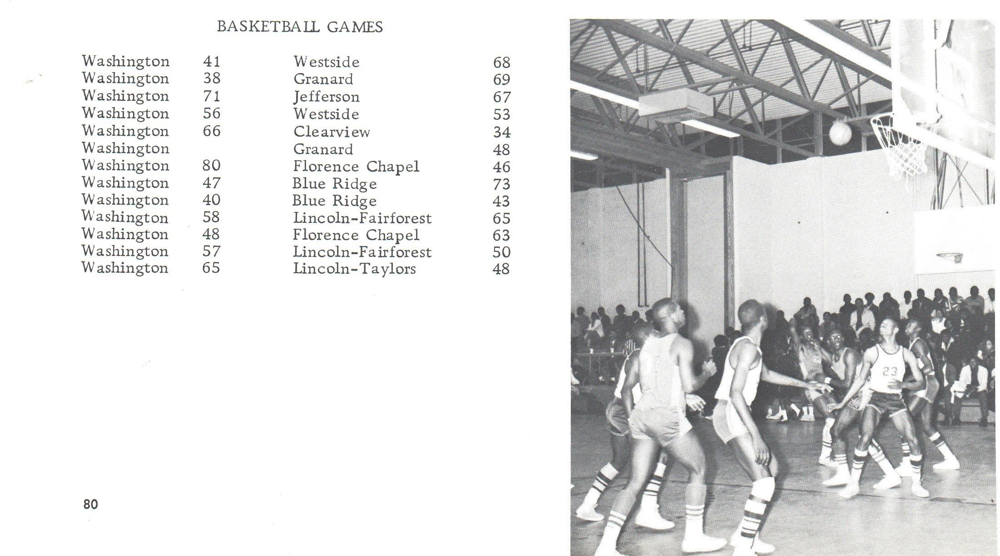 BASKETBALL GAMES
Washington 41 Westside 68
Washington 38 Granard 69
Washington 71 Jefferson 67
Washington 56 Westside 53
Washington 66 Clearview 34
Washington Granard 48
Washington 80 Florence Chapel 46
Washington 47 Blue Ridge 73
Washington 40 Blue Ridge 43
Washington 58 Lincoln-Fairforest 65
Washington 48 Florence Chapel 63
Washington 57 Lincoln-Fairforest 50
Washington 65 Lincoln-Taylors 48
23
80